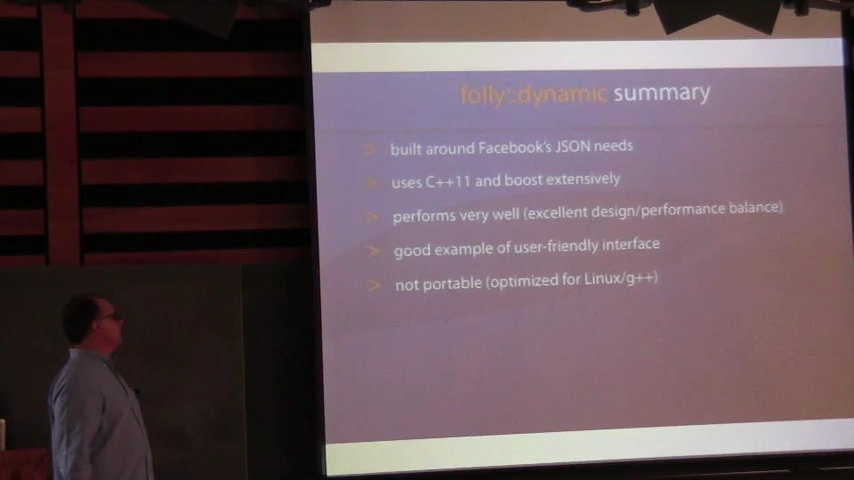 folly::dynamic summary
> built around Facebook's JSON needs
> uses C++11 and boost extensively
> performs very well (excellent design/performance balance)
> good example of user-friendly interface
> not portable (optimized for Linux/g++)